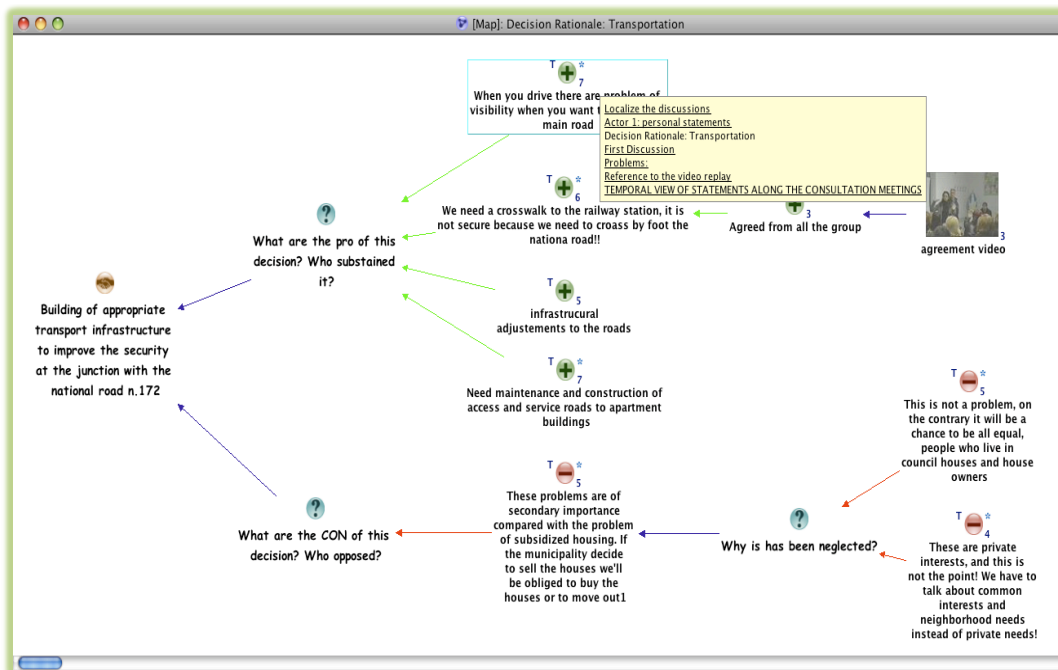 [Map]: Decision Rationale: Transportation
T * 7
When you drive there are problem of
visibility when you want t
main road
Localize the discussions
Actor 1: personal statements
Decision Rationale: Transportation
First Discussion
Problems:
Reference to the video replay
TEMPORAL VIEW OF STATEMENTS ALONG THE CONSULTATION MEETINGS
T * 6
We need a crosswalk to the railway station, it is
not secure because we need to croass by foot the
nationa road!!
3
Agreed from all the group
3
agreement video
?
What are the pro of this
decision? Who substained
it?
T 5
infrastrucural
adjustements to the roads
Building of appropriate
transport infrastructure
to improve the security
at the junction with the
national road n.172
T * 7
Need maintenance and construction of
access and service roads to apartment
buildings
T * 5
This is not a problem, on
the contrary it will be a
chance to be all equal,
people who live in
council houses and house
owners
T * 5
These problems are of
secondary importance
compared with the problem
of subsidized housing. If
the municipality decide
to sell the houses we'll
be obliged to buy the
houses or to move out1
?
What are the CON of this
decision? Who opposed?
?
Why is has been neglected?
T * 4
These are private
interests, and this is
not the point! We have to
talk about common
interests and
neighborhood needs
instead of private needs!